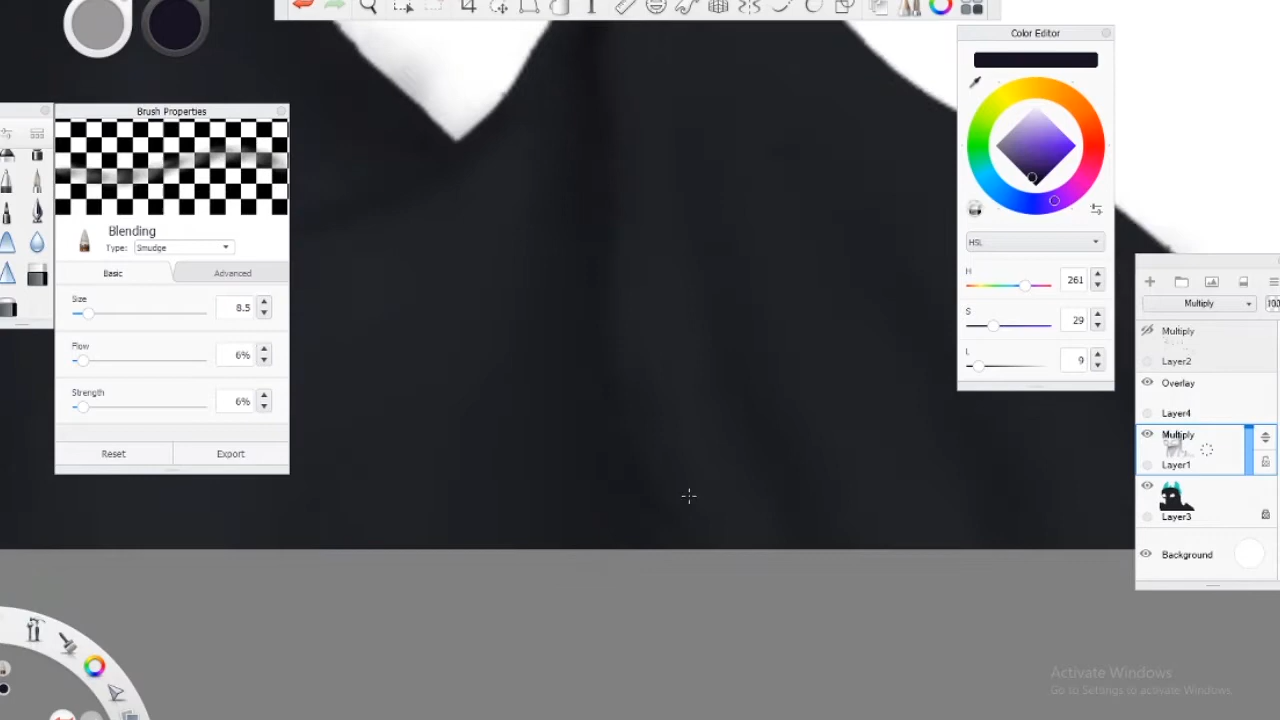 Color Editor
Brush Properties
Blending
Type: Smudge
Basic
Advanced
Size
8.5
Flow
6%
Strength
6%
Reset
Export
HSL
H
261
S
29
L
9
Multiply
100
Multiply
Layer2
Overlay
Layer4
Multiply
Layer1
Layer3
Background
Activate Windows
Go to Settings to activate Windows.